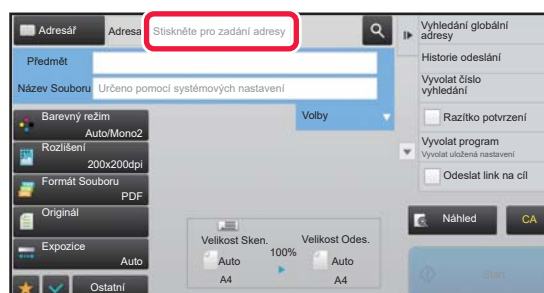 Adresář
Adresa
Stiskněte pro zadání adresy
Předmět
Název Souboru
Určeno pomocí systémových nastavení
Barevný režim
Auto/Mono2
Rozlišení
200x200dpi
Formát Souboru
PDF
Originál
Expozice
Auto
Ostatní
Volby
Velikost Sken.
100%
Velikost Odes.
Auto
Auto
A4
A4
Vyhledání globální
adresy
Historie odeslání
Vyvolat číslo
vyhledání
Razítko potvrzení
Vyvolat program
Vyvolat uložená nastavení
Odeslat link na cíl
Náhled
CA
Start